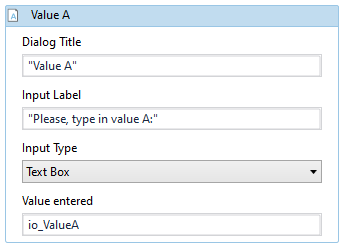 Value A
Dialog Title
"Value A"
Input Label
"Please, type in value A:"
Input Type
Text Box
Value entered
io_ValueA